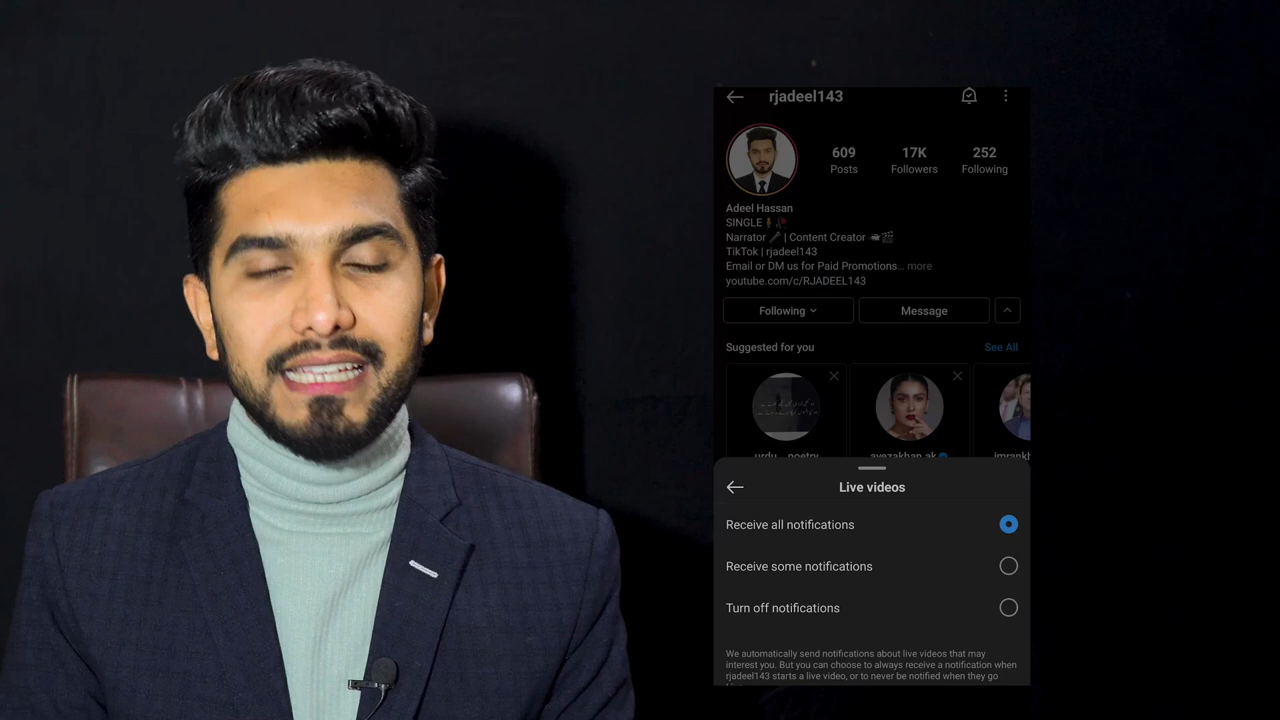 rjadeel143
609
17K
252
Posts
Followers
Following
Adeel Hassan
SINGLE
Narrator | Content Creator
TikTok | rjadeel143
Email or DM us for Paid Promotions… more
youtube.com/c/RJADEEL143
Following
Message
Suggested for you
See All
Live videos
Receive all notifications
Receive some notifications
Turn off notifications
We automatically send notifications about live videos that may
interest you. But you can choose to always receive a notification when
rjadeel143 starts a live video, or to never be notified when they go